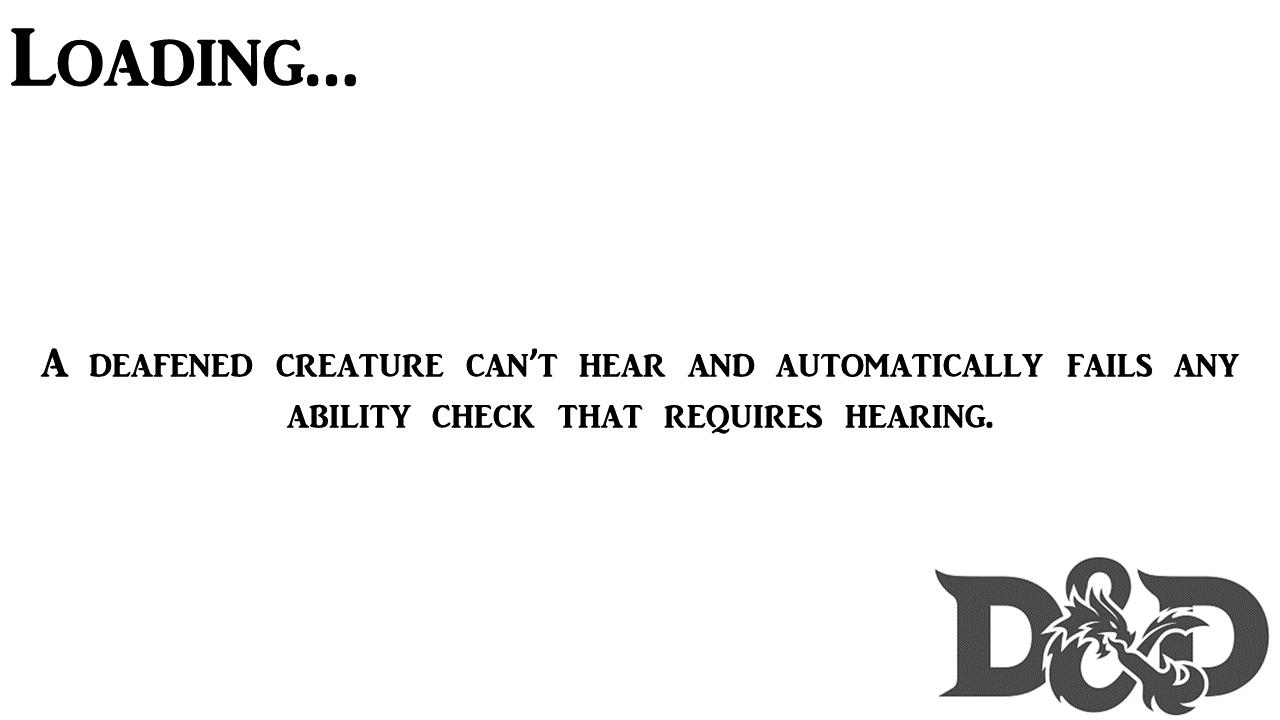 Loading...
A deafened creature can't hear and automatically fails any
ability check that requires hearing.
D&D